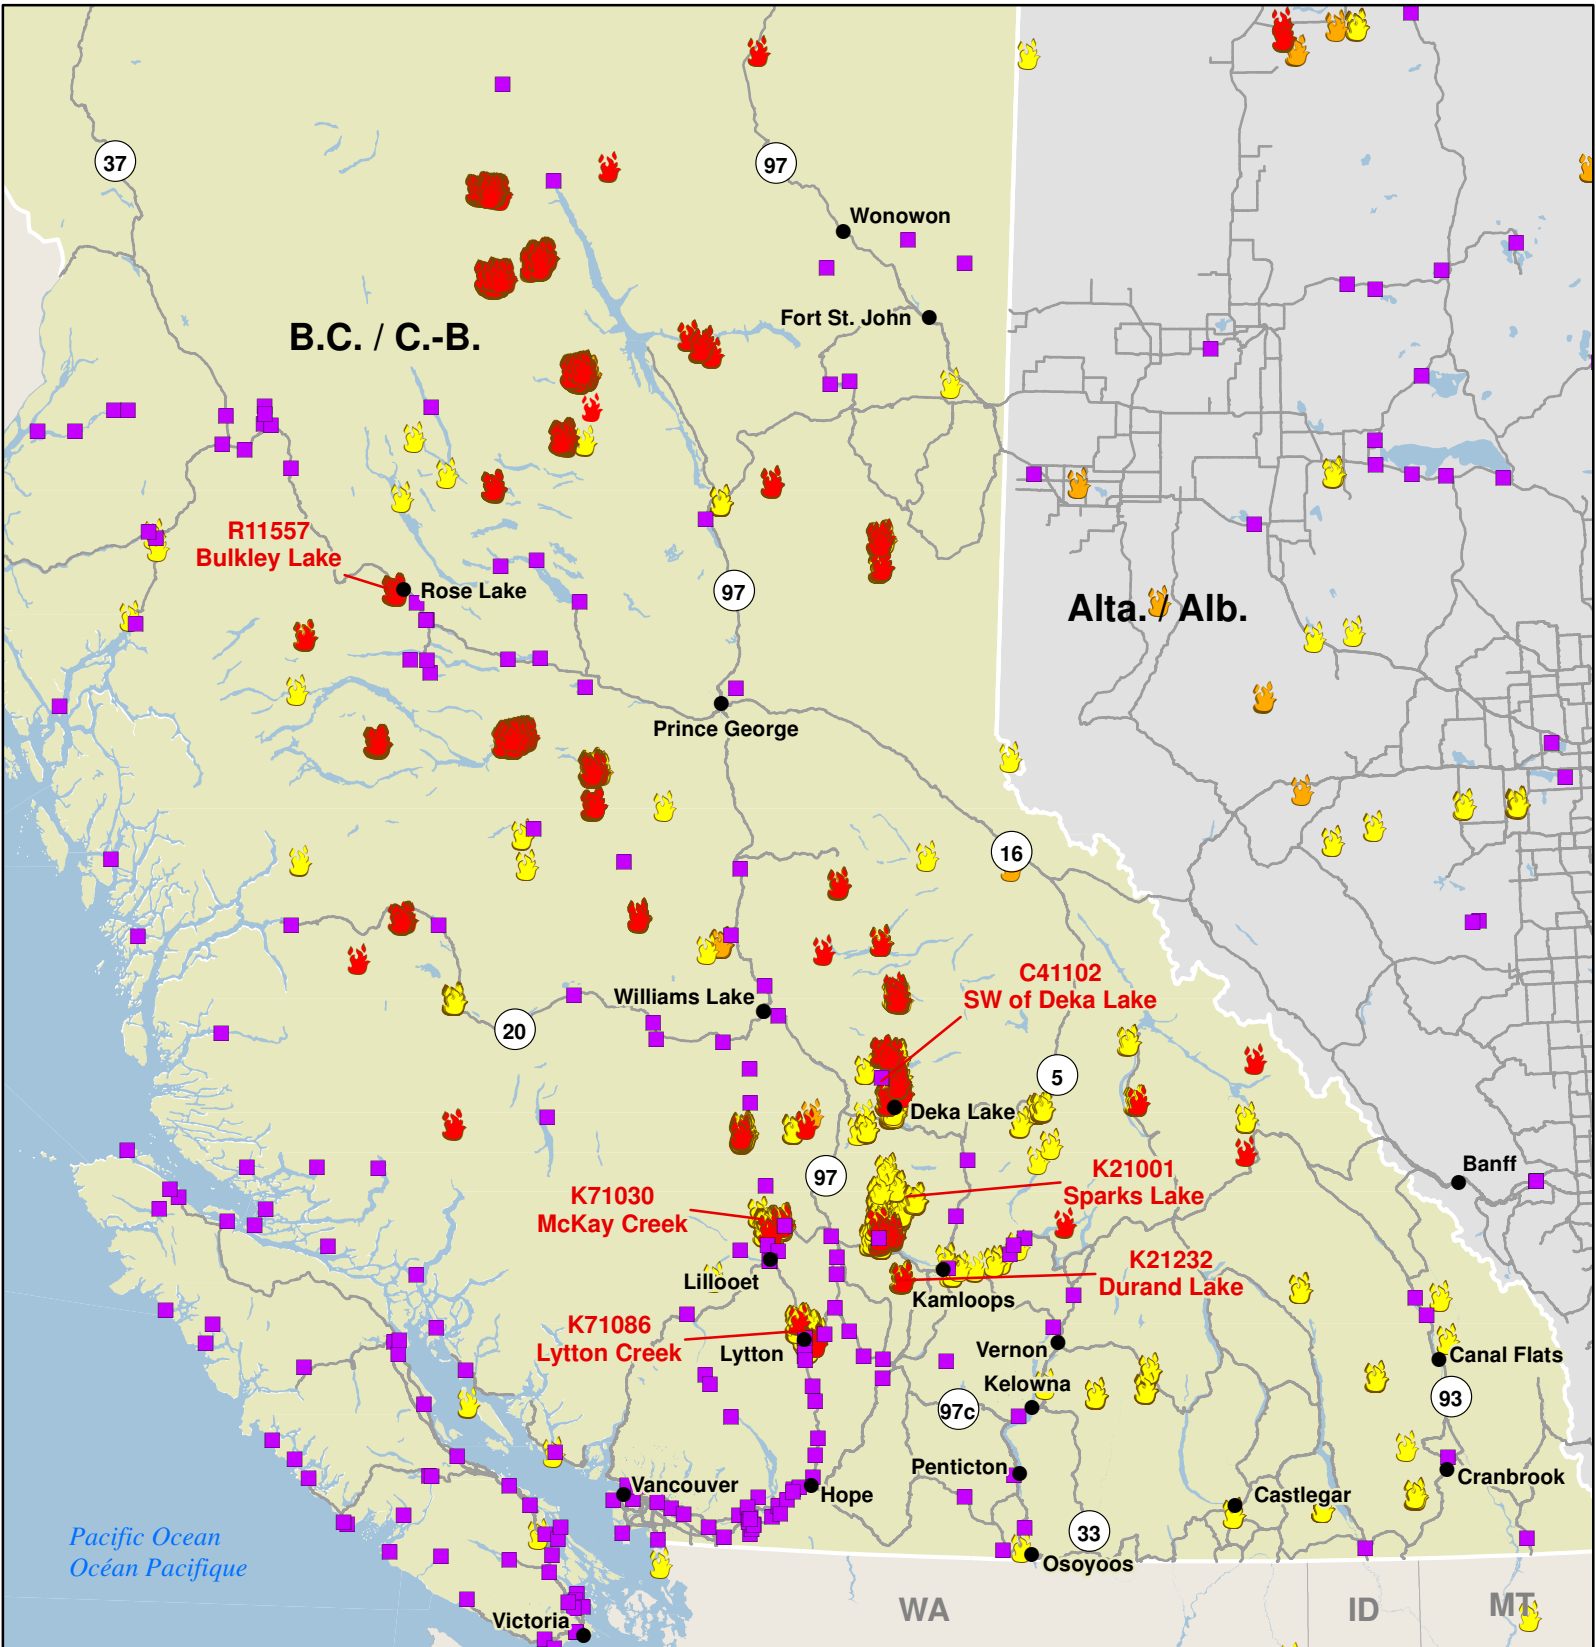 37
97
Wonowon
Fort St. John
B.C. / C.-B.
R11557
Bulkley Lake
Rose Lake
97
Alta. / Alb.
Prince George
16
C41102
SW of Deka Lake
Williams Lake
20
5
Deka Lake
97
K21001
Sparks Lake
Banff
K71030
McKay Creek
K21232
Durand Lake
Lillooet
Kamloops
K71086
Lytton Creek
Lytton
Vernon
Canal Flats
Kelowna
93
97c
Penticton
Cranbrook
Vancouver
Hope
Castlegar
33
Pacific Ocean
Océan Pacifique
Osoyoos
WA
ID
MT
Victoria